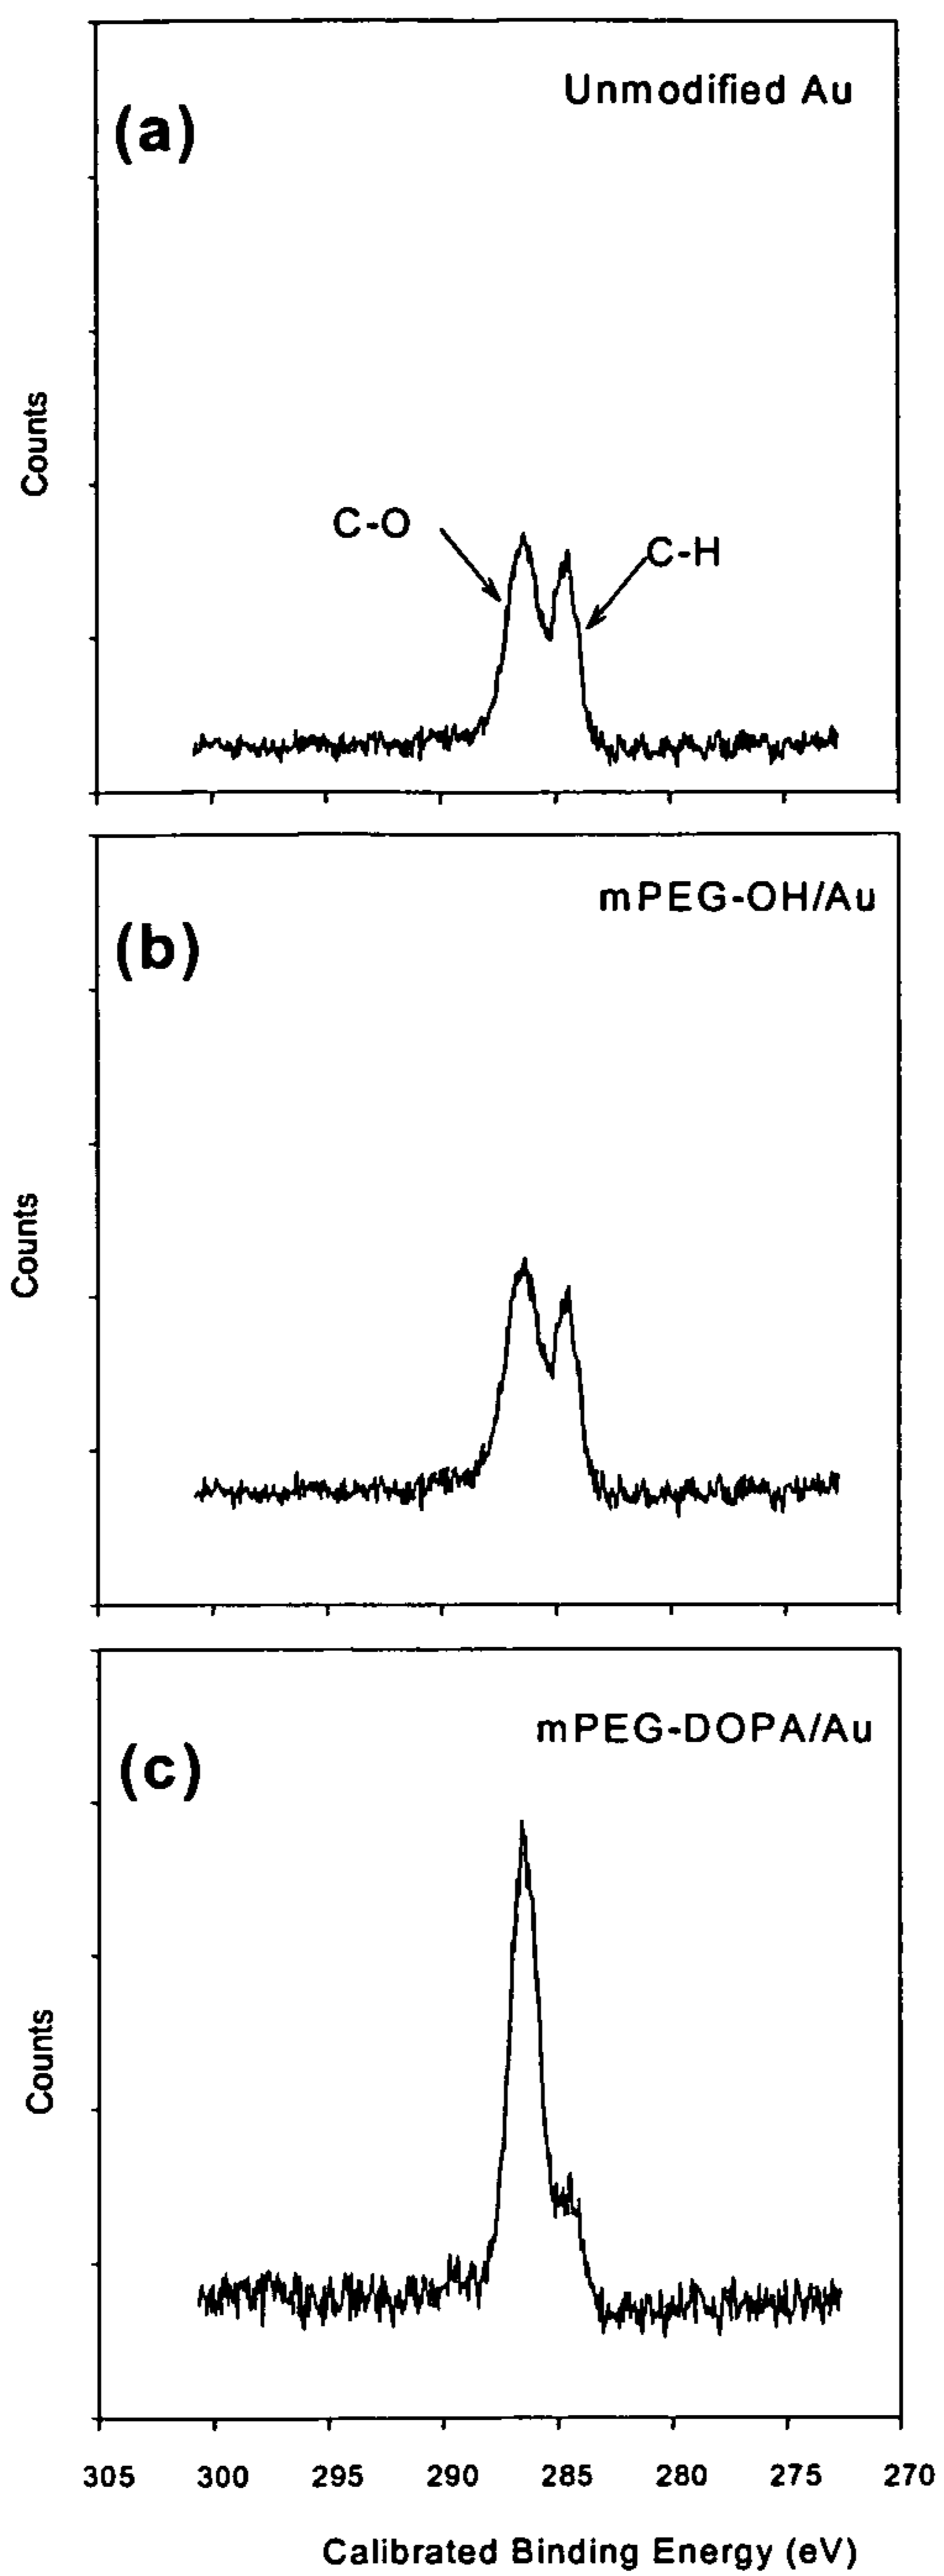 Unmodified Au
(a)
Counts
C-O
C-H
mPEG-OH/Au
(b)
Counts
mPEG-DOPA/Au
(c)
Counts
305 300 295 290 285 280 275 270
Calibrated Binding Energy (eV)